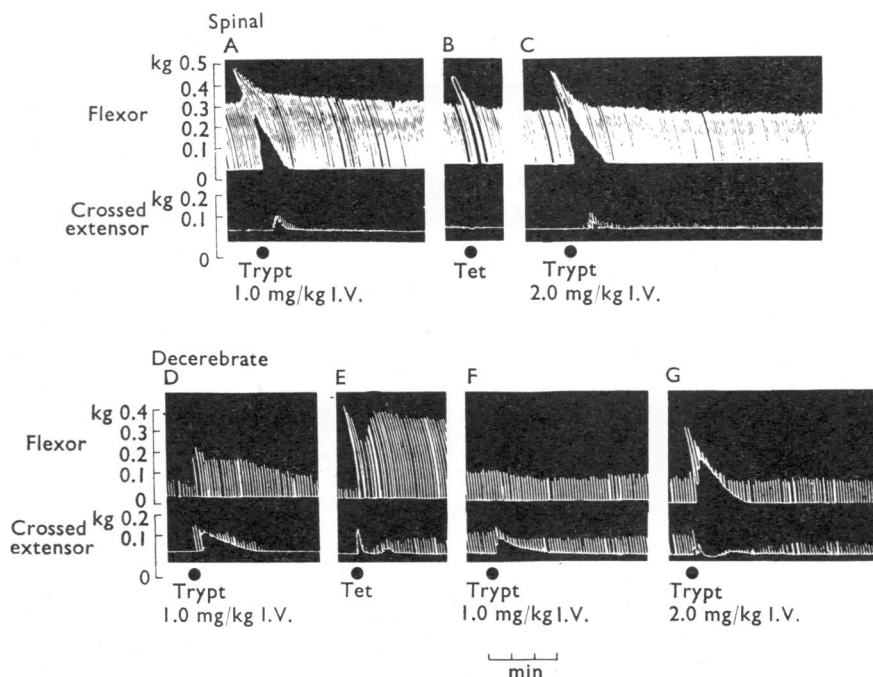 Spinal
A B C
kg 0.5
0.4
0.3
Flexor
0.2
0.1
0
kg 0.2
Crossed extensor
0.1
0
Trypt
1.0 mg/kg I.V.
Tet
Trypt
2.0 mg/kg I.V.
Decerebrate
D E F G
kg 0.4
0.3
Flexor
0.2
0.1
0
kg 0.2
Crossed extensor
0.1
0
Trypt
1.0 mg/kg I.V.
Tet
Trypt
1.0 mg/kg I.V.
Trypt
2.0 mg/kg I.V.
min